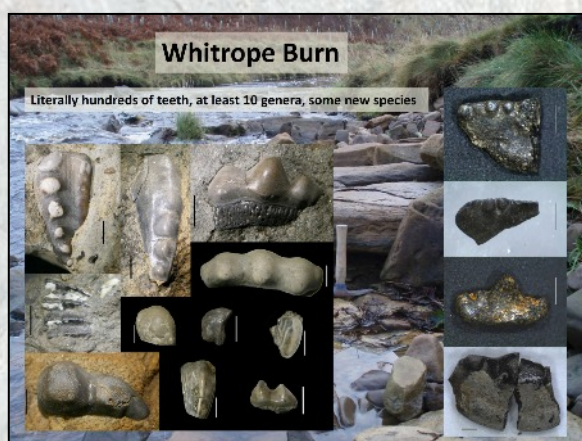 Whitrope Burn
Literally hundreds of teeth, at least 10 genera, some new species